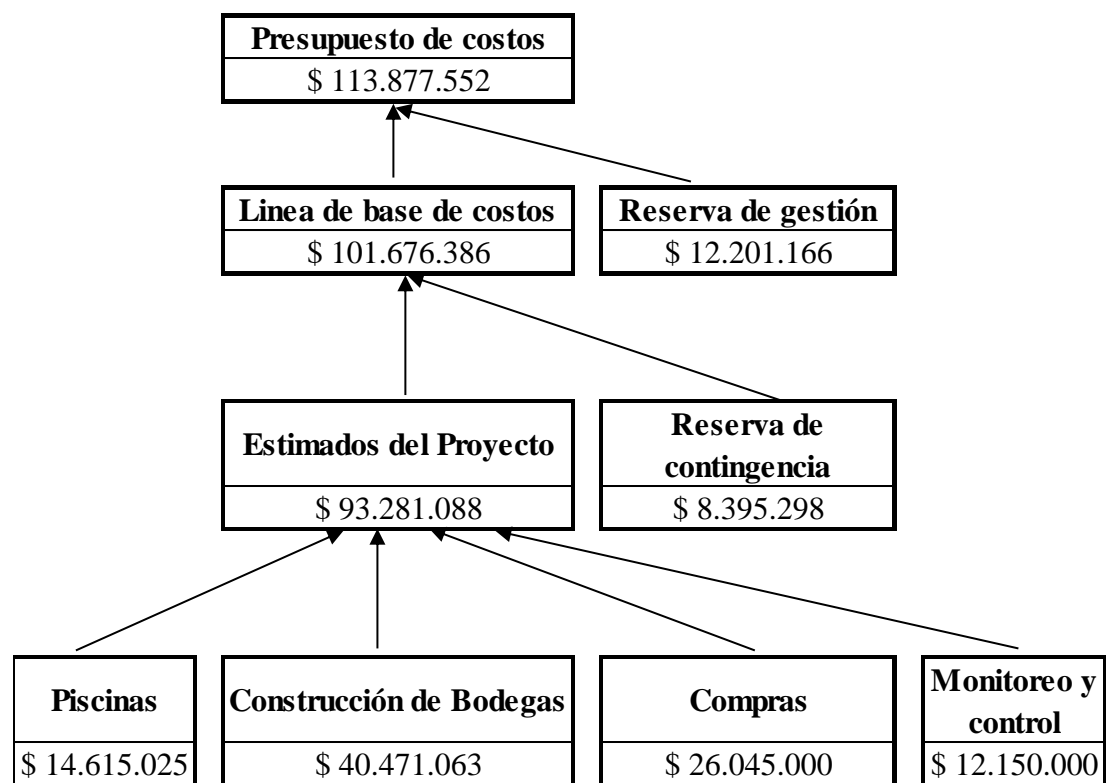 Presupuesto de costos
$ 113.877.552
Linea de base de costos
$ 101.676.386
Reserva de gestión
$ 12.201.166
Estimados del Proyecto
$ 93.281.088
Reserva de
contingencia
$ 8.395.298
Piscinas
$ 14.615.025
Construcción de Bodegas
$ 40.471.063
Compras
$ 26.045.000
Monitoreo y
control
$ 12.150.000